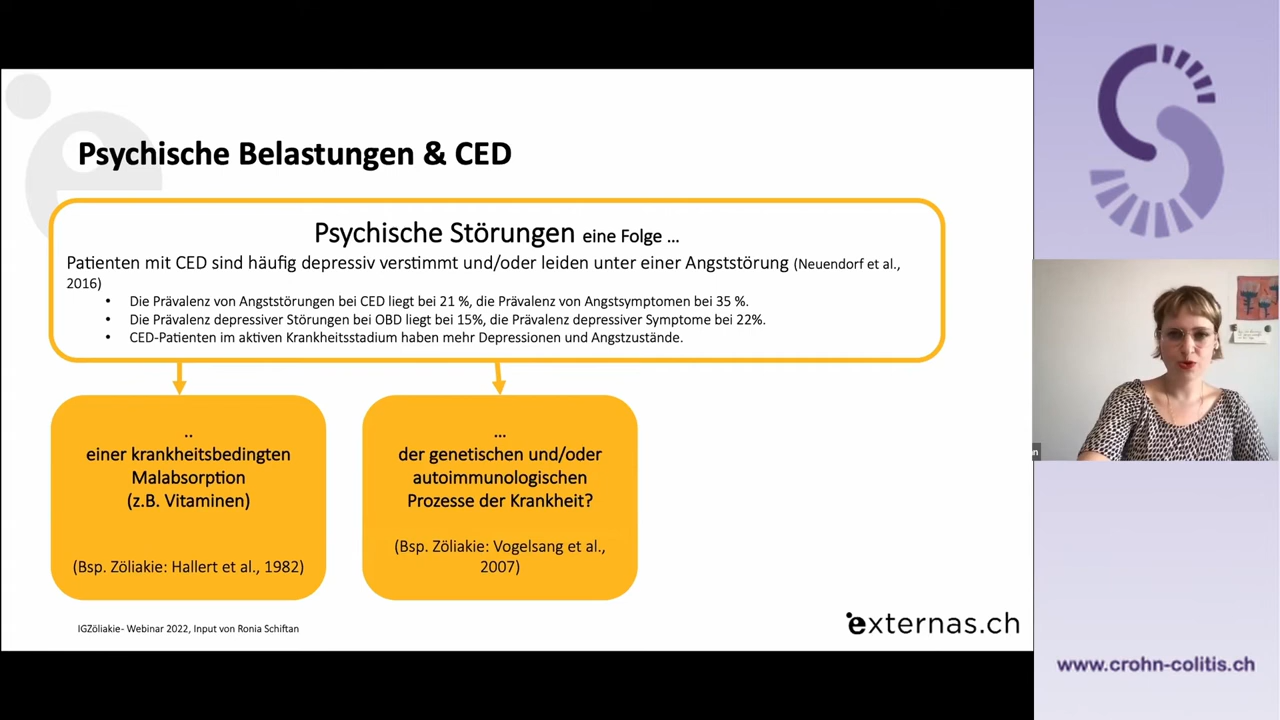 Psychische Belastungen & CED
Psychische Störungen eine Folge ...
Patienten mit CED sind häufig depressiv verstimmt und/oder leiden unter einer Angststörung (Neuendorf et al.,
2016)
• Die Prävalenz von Angststörungen bei CED liegt bei 21 %, die Prävalenz von Angstsymptomen bei 35 %.
• Die Prävalenz depressiver Störungen bei OBD liegt bei 15%, die Prävalenz depressiver Symptome bei 22%.
• CED-Patienten im aktiven Krankheitsstadium haben mehr Depressionen und Angstzustände.
..
einer krankheitsbedingten
Malabsorption
(z.B. Vitaminen)
(Bsp. Zöliakie: Hallert et al., 1982)
...
der genetischen und/oder
autoimmunologischen
Prozesse der Krankheit?
(Bsp. Zöliakie: Vogelsang et al.,
2007)
IGZöliakie- Webinar 2022, Input von Ronia Schiftan
externas.ch
www.crohn-colitis.ch